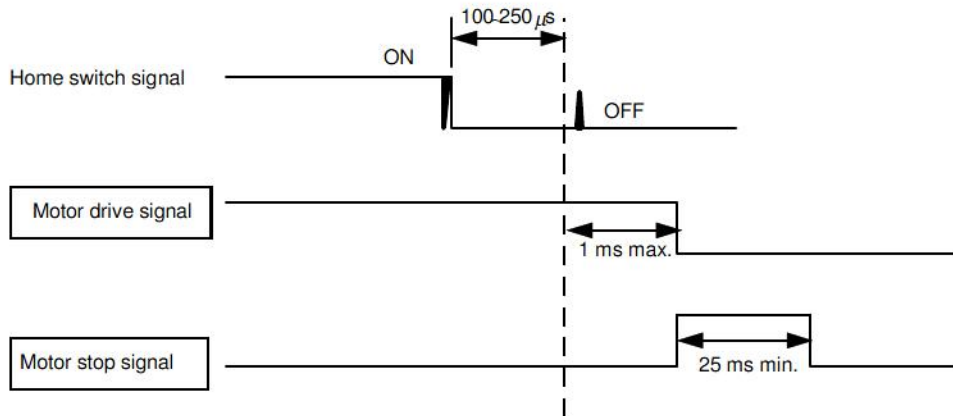 100-250 µs
ON
Home switch signal
OFF
Motor drive signal
1 ms max.
Motor stop signal
25 ms min.